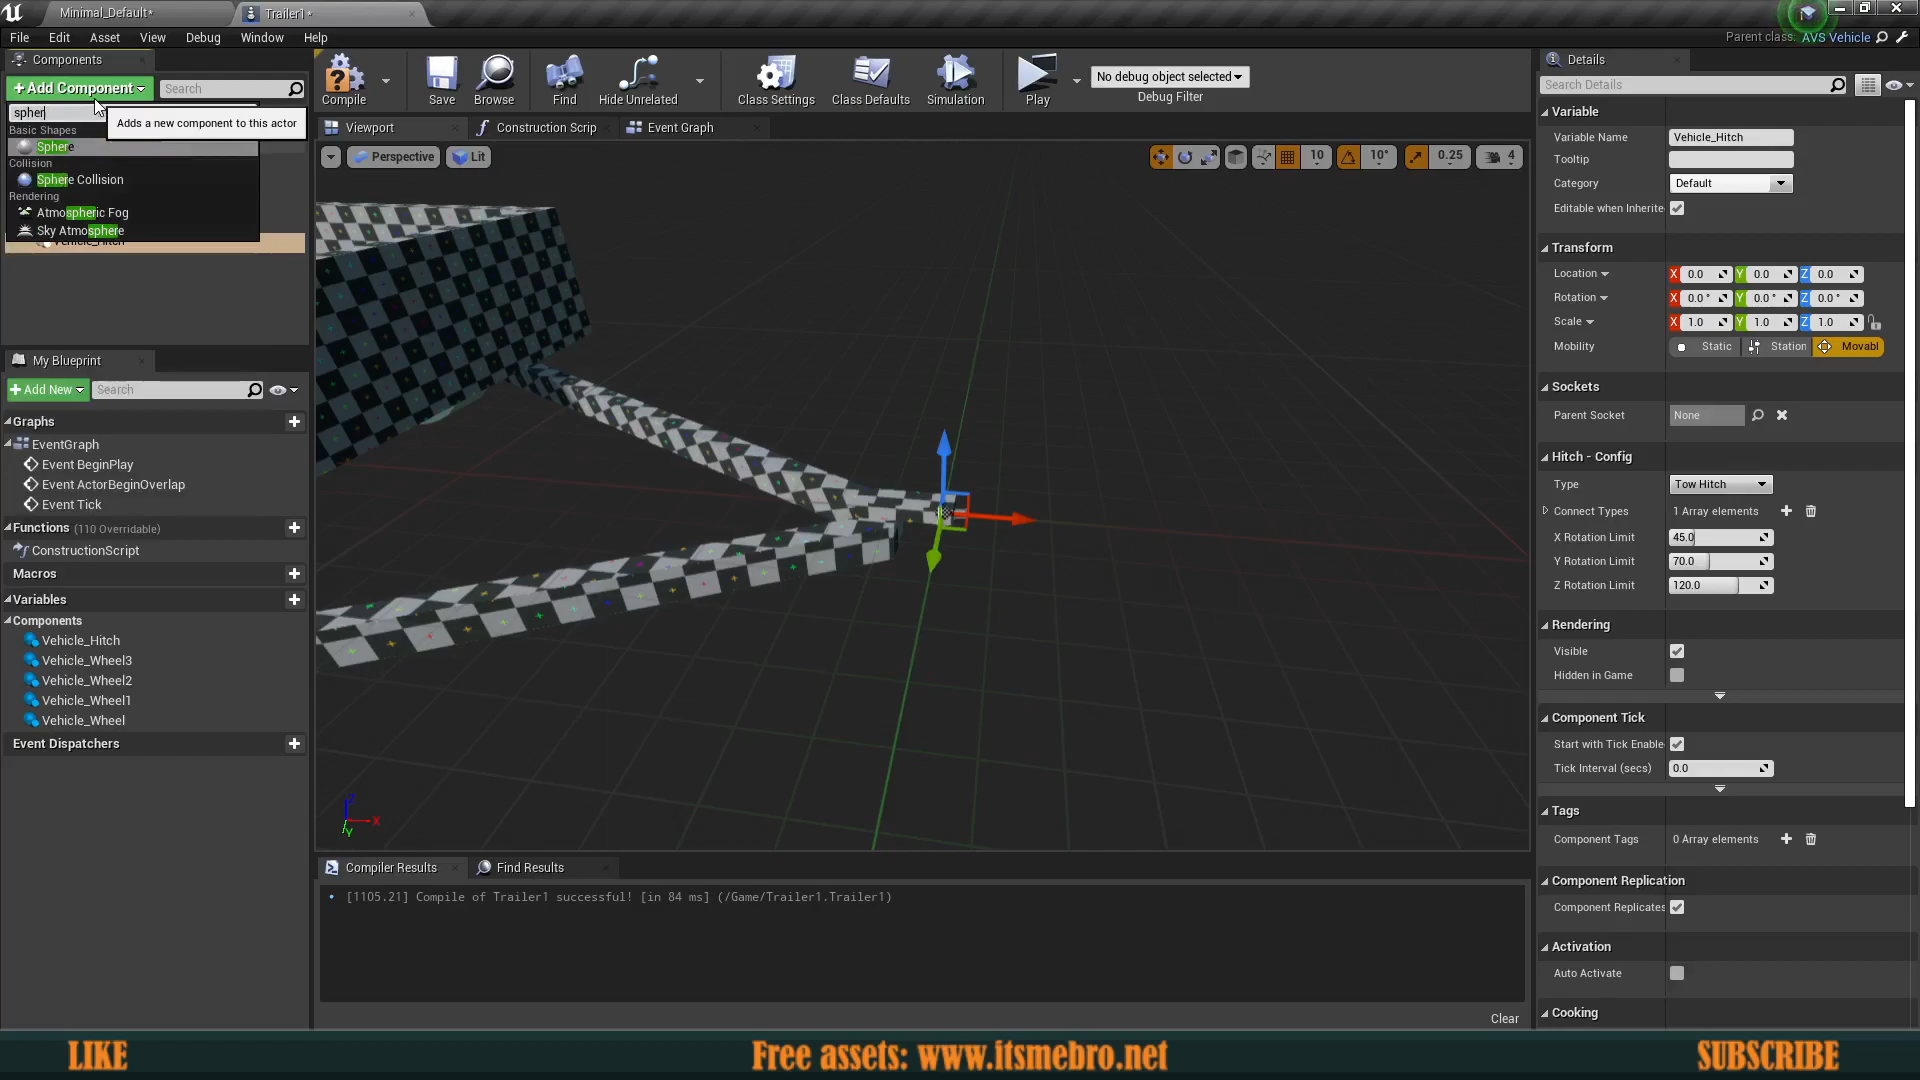 Minimal_Default*
Trailer1*
File Edit Asset View Debug Window Help
Parent class: AVS Vehicle
Components
+ Add Component
Search
spher
Adds a new component to this actor
Basic Shapes
Sphere
Collision
Sphere Collision
Rendering
Atmospheric Fog
Sky Atmosphere
Vehicle_Hitch
My Blueprint
+ Add New
Search
Graphs
EventGraph
Event BeginPlay
Event ActorBeginOverlap
Event Tick
Functions (110 Overridable)
ConstructionScript
Macros
Variables
Components
Vehicle_Hitch
Vehicle_Wheel3
Vehicle_Wheel2
Vehicle_Wheel1
Vehicle_Wheel
Event Dispatchers
Compile Save Browse Find Hide Unrelated Class Settings Class Defaults Simulation Play
No debug object selected
Debug Filter
Viewport Construction Scrip Event Graph
Perspective Lit
10 10° 0.25 4
Z
X
Y
Compiler Results Find Results
[1105.21] Compile of Trailer1 successful! [in 84 ms] (/Game/Trailer1.Trailer1)
Clear
Details
Search Details
Variable
Variable Name Vehicle_Hitch
Tooltip
Category Default
Editable when Inherite
Transform
Location X 0.0 Y 0.0 Z 0.0
Rotation X 0.0 ° Y 0.0 ° Z 0.0 °
Scale X 1.0 Y 1.0 Z 1.0
Mobility Static Station Movabl
Sockets
Parent Socket None
Hitch - Config
Type Tow Hitch
Connect Types 1 Array elements
X Rotation Limit 45.0
Y Rotation Limit 70.0
Z Rotation Limit 120.0
Rendering
Visible
Hidden in Game
Component Tick
Start with Tick Enable
Tick Interval (secs) 0.0
Tags
Component Tags 0 Array elements
Component Replication
Component Replicates
Activation
Auto Activate
Cooking
LIKE
Free assets: www.itsmebro.net
SUBSCRIBE